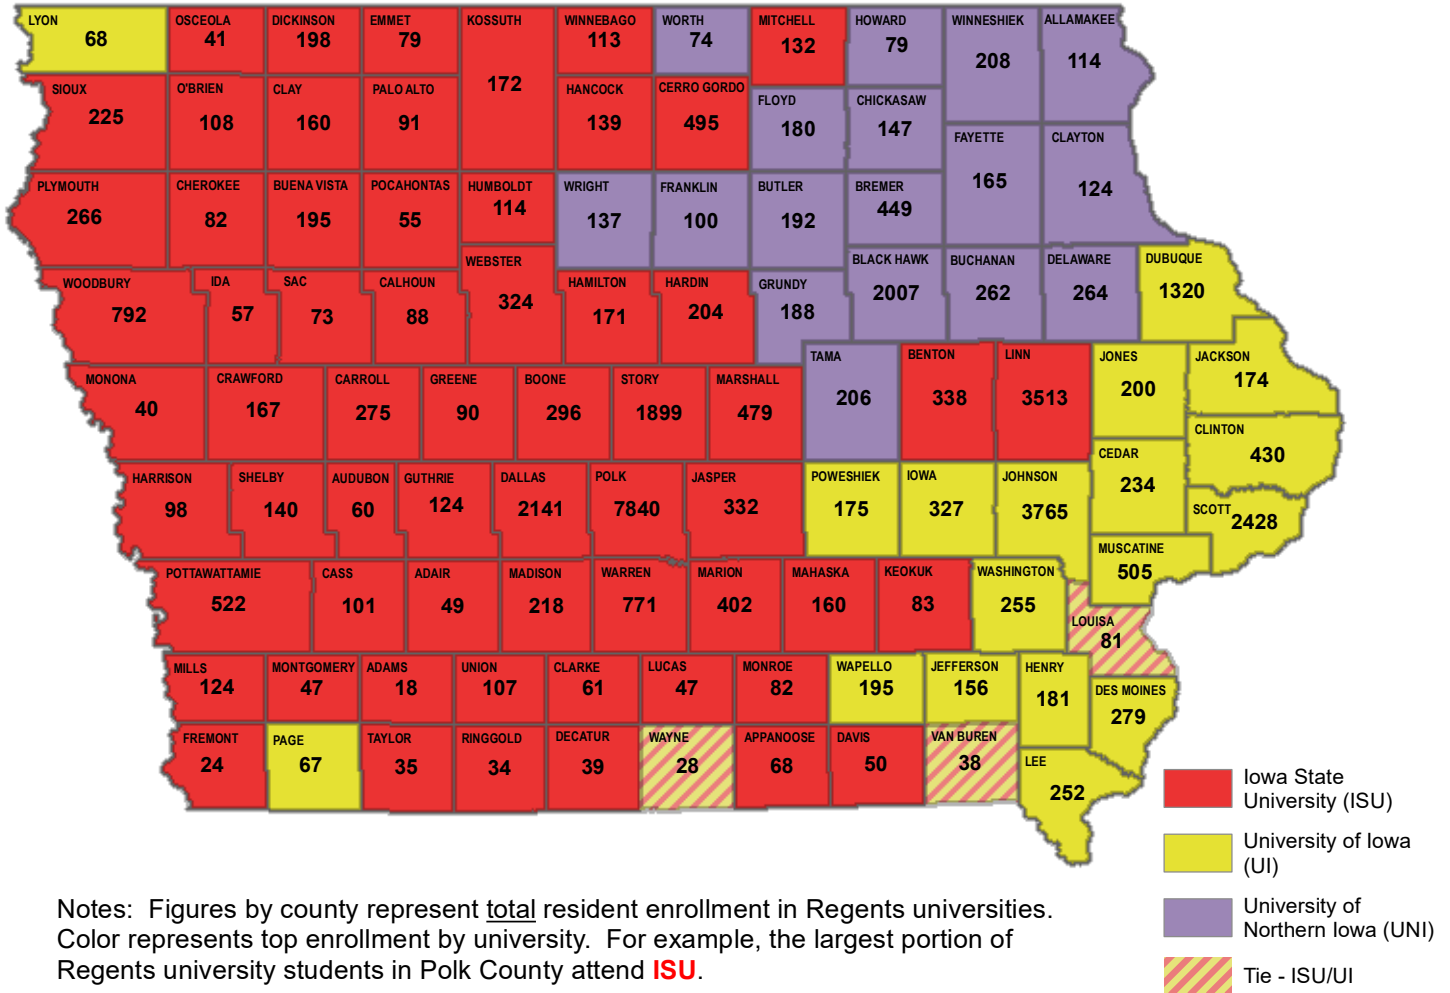 LYON
68
OSCEOLA
41
DICKINSON
198
EMMET
79
KOSSUTH
172
WINNEBAGO
113
WORTH
74
MITCHELL
132
HOWARD
79
WINNESHIEK
208
ALLAMAKEE
114
SIOUX
225
O'BRIEN
108
CLAY
160
PALO ALTO
91
HANCOCK
139
CERRO GORDO
495
FLOYD
180
CHICKASAW
147
FAYETTE
165
CLAYTON
124
PLYMOUTH
266
CHEROKEE
82
BUENA VISTA
195
POCAHONTAS
55
HUMBOLDT
114
WRIGHT
137
FRANKLIN
100
BUTLER
192
BREMER
449
WOODBURY
792
IDA
57
SAC
73
CALHOUN
88
WEBSTER
324
HAMILTON
171
HARDIN
204
GRUNDY
188
BLACK HAWK
2007
BUCHANAN
262
DELAWARE
264
DUBUQUE
1320
MONONA
40
CRAWFORD
167
CARROLL
275
GREENE
90
BOONE
296
STORY
1899
MARSHALL
479
TAMA
206
BENTON
338
LINN
3513
JONES
200
JACKSON
174
CLINTON
430
HARRISON
98
SHELBY
140
AUDUBON
60
GUTHRIE
124
DALLAS
2141
POLK
7840
JASPER
332
POWESHIEK
175
IOWA
327
JOHNSON
3765
CEDAR
234
SCOTT
2428
MUSCATINE
505
POTTAWATTAMIE
522
CASS
101
ADAIR
49
MADISON
218
WARREN
771
MARION
402
MAHASKA
160
KEOKUK
83
WASHINGTON
255
LOUISA
81
MILLS
124
MONTGOMERY
47
ADAMS
18
UNION
107
CLARKE
61
LUCAS
47
MONROE
82
WAPELLO
195
JEFFERSON
156
HENRY
181
DES MOINES
279
FREMONT
24
PAGE
67
TAYLOR
35
RINGGOLD
34
DECATUR
39
WAYNE
28
APPANOOSE
68
DAVIS
50
VAN BUREN
38
LEE
252
Iowa State
University (ISU)
University of Iowa
(UI)
University of
Northern Iowa (UNI)
Tie - ISU/UI
Notes: Figures by county represent total resident enrollment in Regents universities.
Color represents top enrollment by university. For example, the largest portion of
Regents university students in Polk County attend ISU.